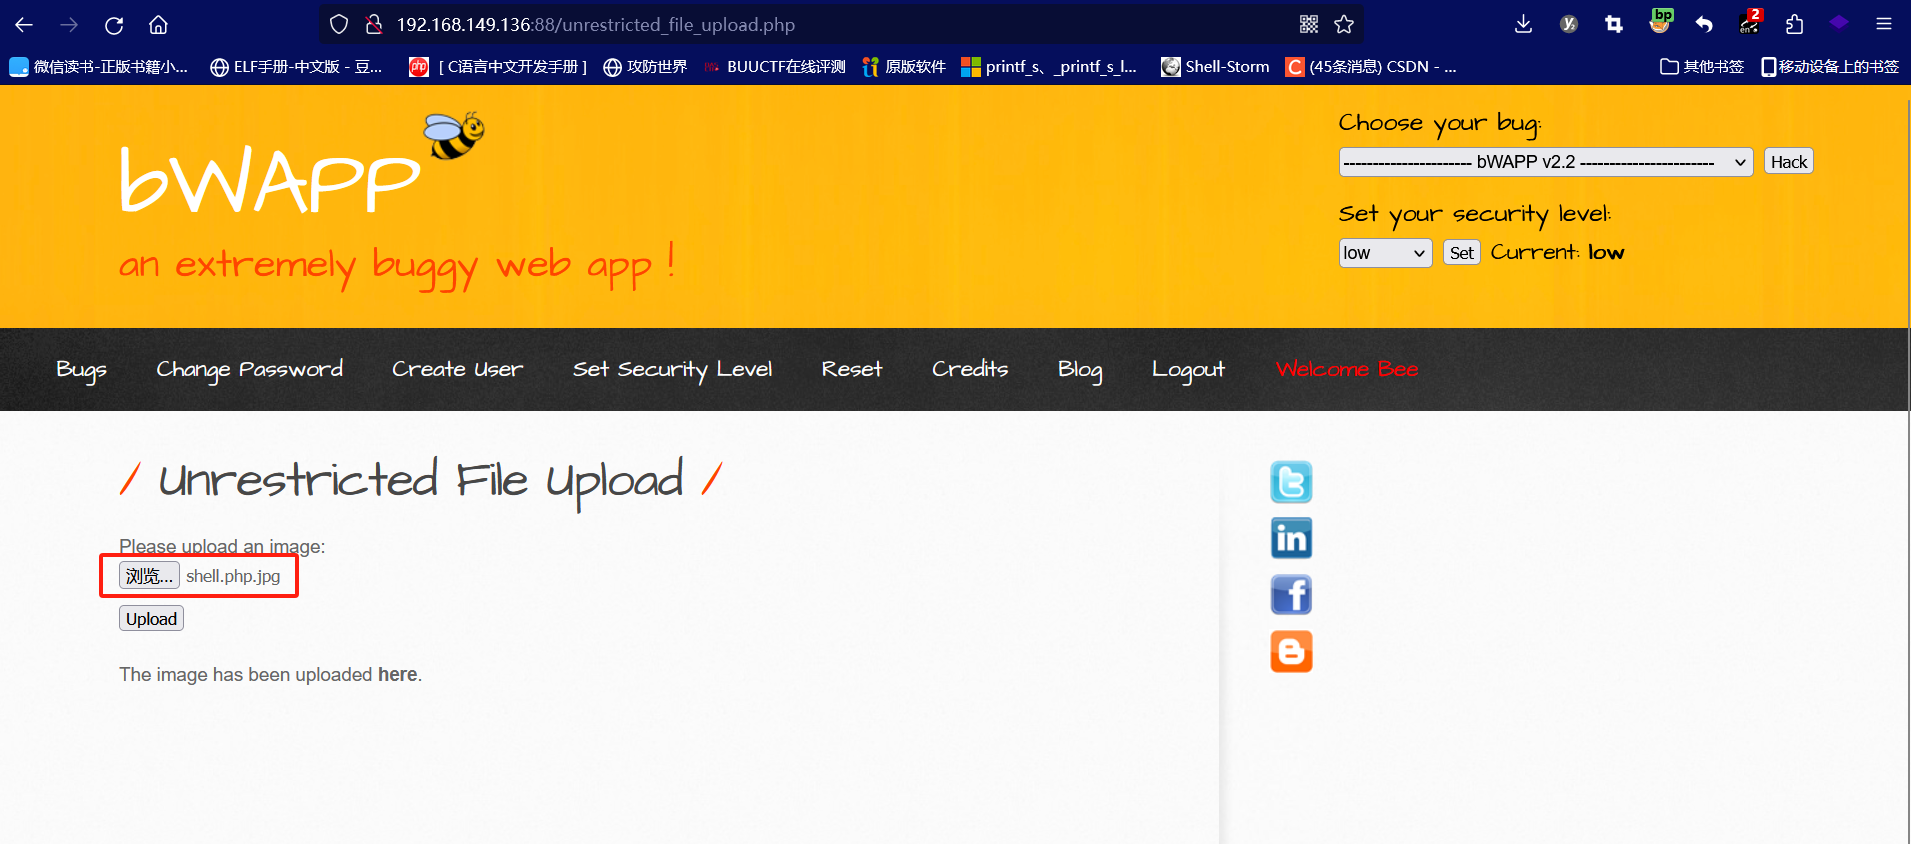 192.168.149.136:88/unrestricted_file_upload.php
bp
2
en
微信读书-正版书籍小...
ELF手册-中文版 - 豆...
php
[ C语言中文开发手册 ]
攻防世界
BUUCTF在线评测
原版软件
printf_s、_printf_s_l...
Shell-Storm
C
(45条消息) CSDN - ...
其他书签
移动设备上的书签
bWAPP
an extremely buggy web app !
Choose your bug:
---------------------- bWAPP v2.2 -----------------------
Hack
Set your security level:
low
Set
Current: low
Bugs
Change Password
Create User
Set Security Level
Reset
Credits
Blog
Logout
Welcome Bee
/ Unrestricted File Upload /
Please upload an image:
浏览... shell.php.jpg
Upload
The image has been uploaded here.
t
in
f
B